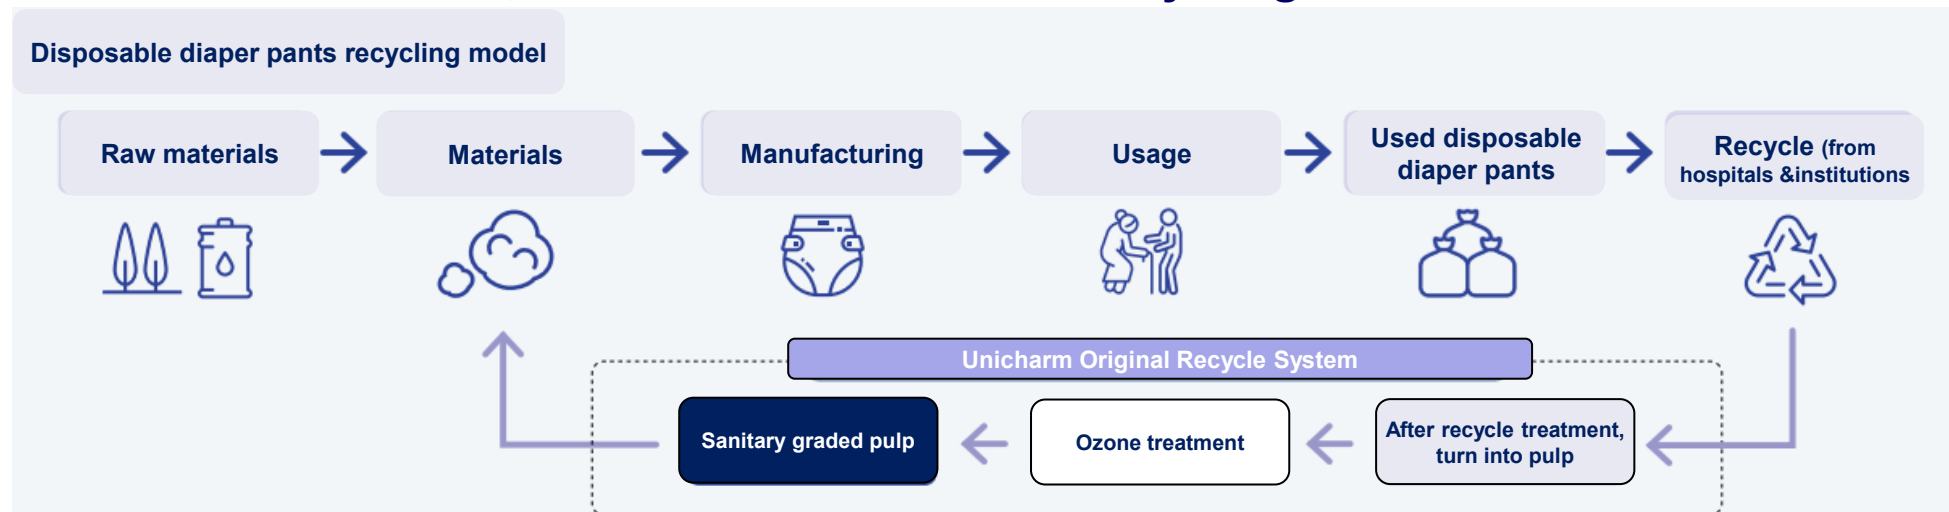 Disposable diaper pants recycling model
Raw materials
Materials
Manufacturing
Usage
Used disposable
diaper pants
Recycle (from
hospitals &institutions
Unicharm Original Recycle System
Sanitary graded pulp
Ozone treatment
After recycle treatment,
turn into pulp